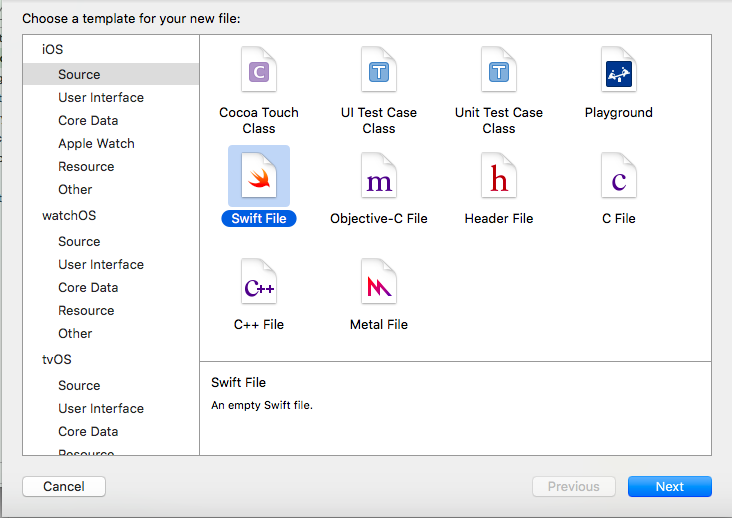 Choose a template for your new file:
iOS
Source
User Interface
Core Data
Apple Watch
Resource
Other
watchOS
Source
User Interface
Core Data
Resource
Other
tvOS
Source
User Interface
Core Data
Resource
C
Cocoa Touch
Class
T
UI Test Case
Class
T
Unit Test Case
Class
Playground
Swift File
m
Objective-C File
h
Header File
c
C File
C++
C++ File
Metal File
Swift File
An empty Swift file.
Cancel
Previous
Next